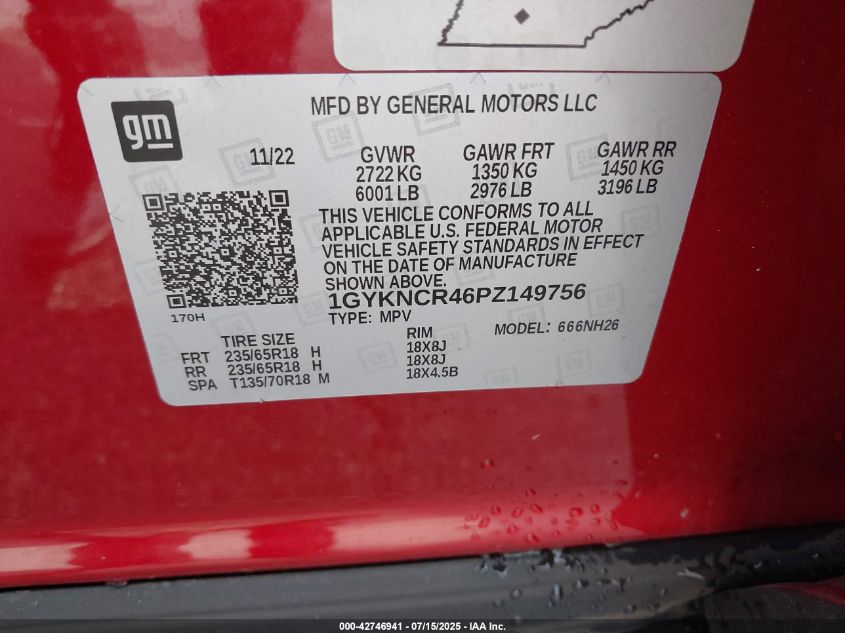 gm
MFD BY GENERAL MOTORS LLC
11/22
GVWR GAWR FRT GAWR RR
2722 KG 1350 KG 1450 KG
6001 LB 2976 LB 3196 LB
THIS VEHICLE CONFORMS TO ALL
APPLICABLE U.S. FEDERAL MOTOR
VEHICLE SAFETY STANDARDS IN EFFECT
ON THE DATE OF MANUFACTURE
SHOWN ABOVE.
1GYKNCR46PZ149756
170H
TYPE: MPV MODEL: 666NH26
TIRE SIZE RIM
FRT 235/65R18 H 18X8J
RR 235/65R18 H 18X8J
SPA T135/70R18 M 18X4.5B
000-42746941 / 07/15/2025 - IAA Inc.